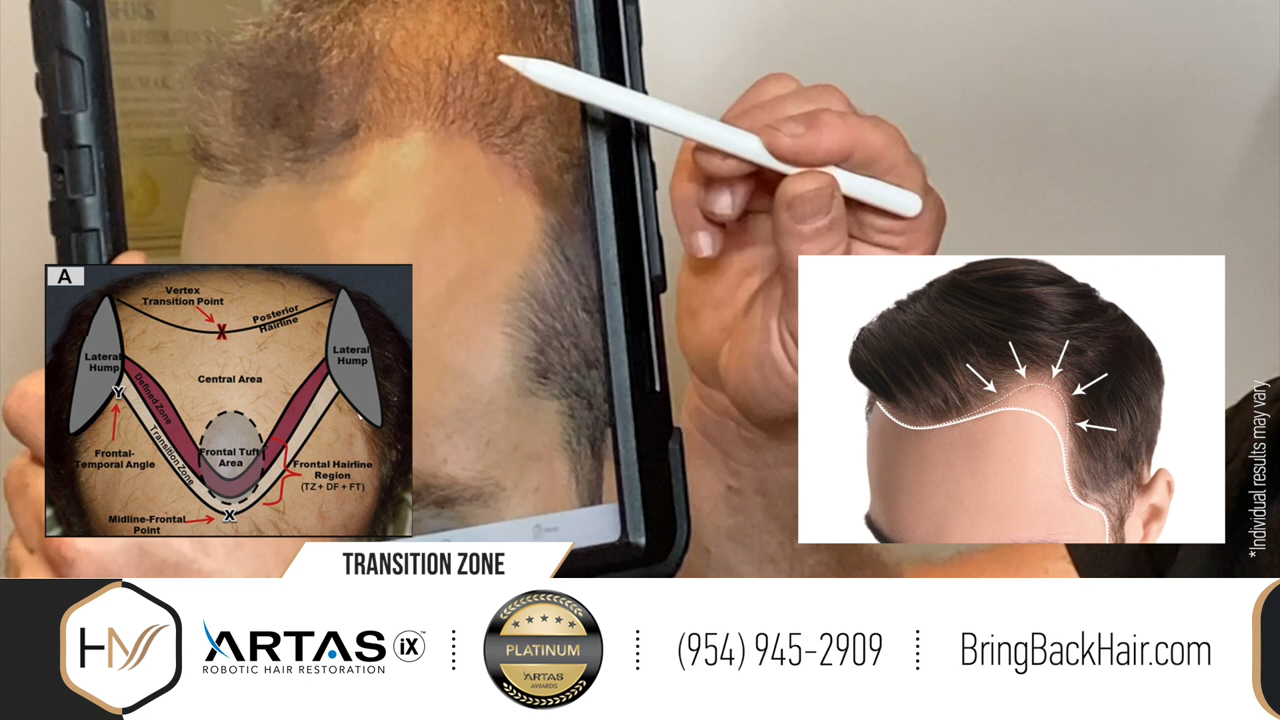 A
Vertex
Transition Point
Posterior
Hairline
X
Lateral
Hump
Lateral
Hump
Central Area
Defined Zone
Y
Transition Zone
Frontal Tuft
Area
Frontal-
Temporal Angle
Frontal Hairline
Region
(TZ + DF + FT)
Midline-Frontal
Point
X
*Individual results may vary
TRANSITION ZONE
HM
ARTAS iX™
ROBOTIC HAIR RESTORATION
PLATINUM
ARTAS
AWARDS
(954) 945-2909
BringBackHair.com